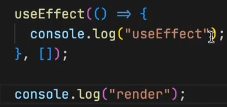 useEffect(() => {
  console.log("useEffect");
}, []);

console.log("render");